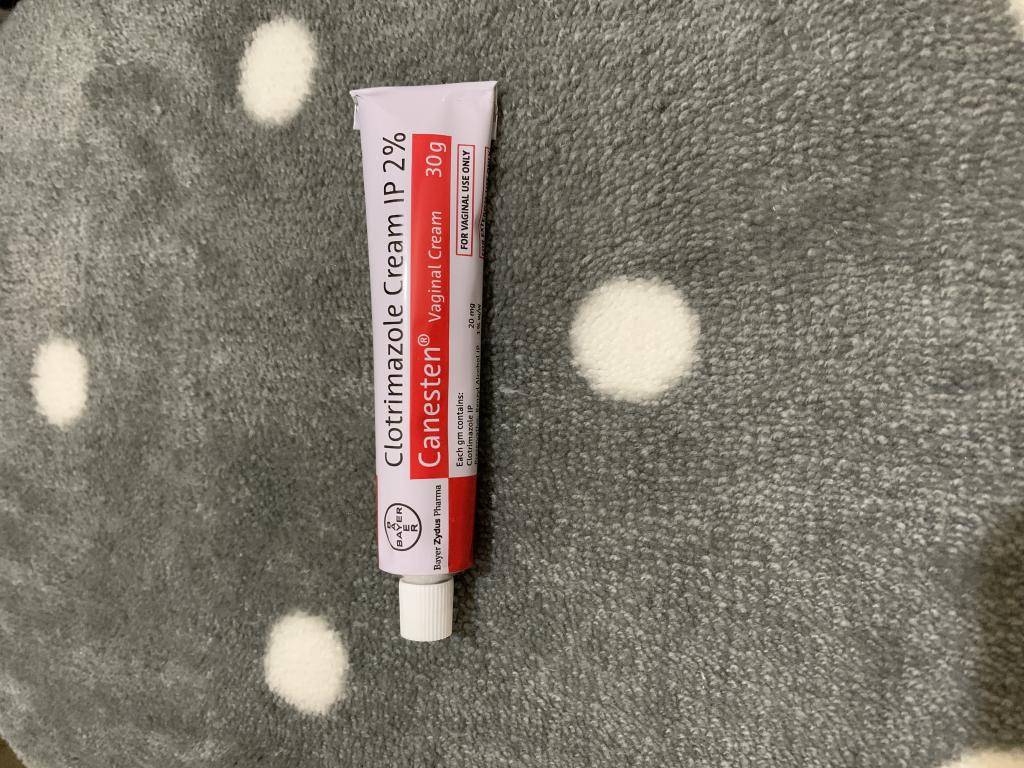 Clotrimazole Cream IP 2%
Canesten® Vaginal Cream 30g
FOR VAGINAL USE ONLY
Each gm contains:
Clotrimazole IP 20 mg
BAYER
BAYER
Bayer Zydus Pharma